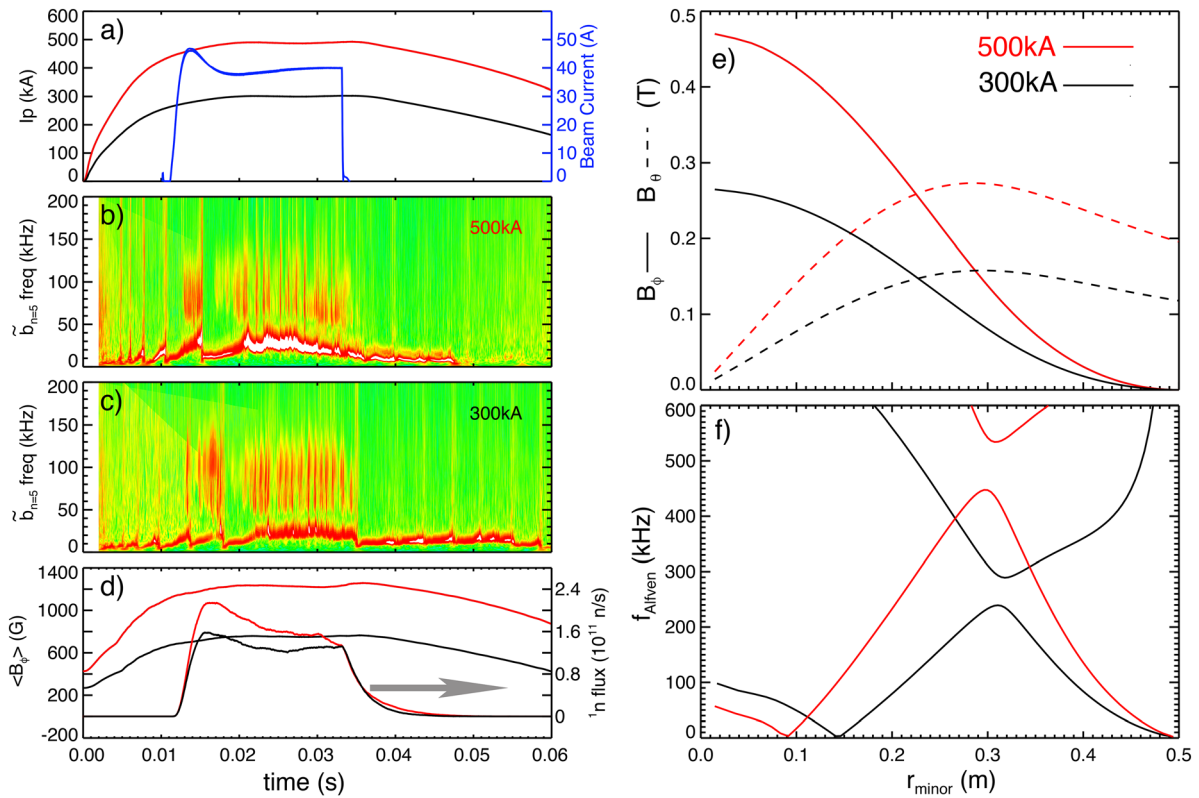 a)
Ip (kA)
600
500
400
300
200
100
0
50
40
30
20
10
0
Beam Current (A)
b)
500kA
b̃n=5 freq (kHz)
200
150
100
50
0
c)
300kA
b̃n=5 freq (kHz)
200
150
100
50
0
d)
<Bϕ> (G)
1400
1000
600
200
-200
2.4
1.6
0.8
0
¹n flux (10¹¹ n/s)
0.00 0.01 0.02 0.03 0.04 0.05 0.06
time (s)
e)
500kA
300kA
Bϕ Bθ (T)
0.5
0.4
0.3
0.2
0.1
0.0
f)
fAlfven (kHz)
600
500
400
300
200
100
0
0.0 0.1 0.2 0.3 0.4 0.5
rminor (m)